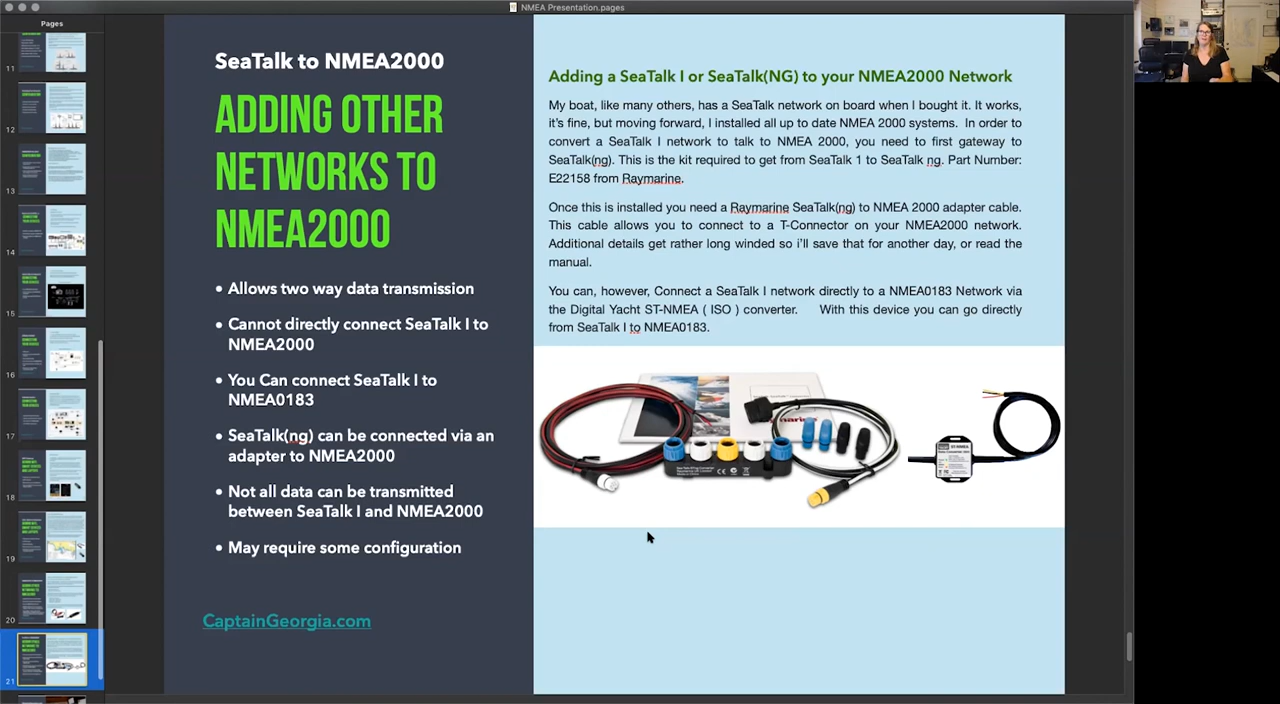 NMEA Presentation.pages
Pages
11
12
13
14
15
16
17
18
19
20
21
SeaTalk to NMEA2000
ADDING OTHER
NETWORKS TO
NMEA2000
• Allows two way data transmission
• Cannot directly connect SeaTalk I to
NMEA2000
• You Can connect SeaTalk I to
NMEA0183
• SeaTalk(ng) can be connected via an
adapter to NMEA2000
• Not all data can be transmitted
between SeaTalk I and NMEA2000
• May require some configuration
CaptainGeorgia.com
Adding a SeaTalk I or SeaTalk(NG) to your NMEA2000 Network
My boat, like many others, has a SeaTalk network on board when I bought it. It works,
it's fine, but moving forward, I installed all up to date NMEA 2000 systems. In order to
convert a SeaTalk I network to talk to NMEA 2000, you need to first gateway to
SeaTalk(ng). This is the kit required to get from SeaTalk 1 to SeaTalk ng. Part Number:
E22158 from Raymarine.
Once this is installed you need a Raymarine SeaTalk(ng) to NMEA 2000 adapter cable.
This cable allows you to connect to a T-Connector on your NMEA2000 network.
Additional details get rather long winded so i'll save that for another day, or read the
manual.
You can, however, Connect a SeaTalk network directly to a NMEA0183 Network via
the Digital Yacht ST-NMEA ( ISO ) converter. With this device you can go directly
from SeaTalk I to NMEA0183.
ST-NMEA